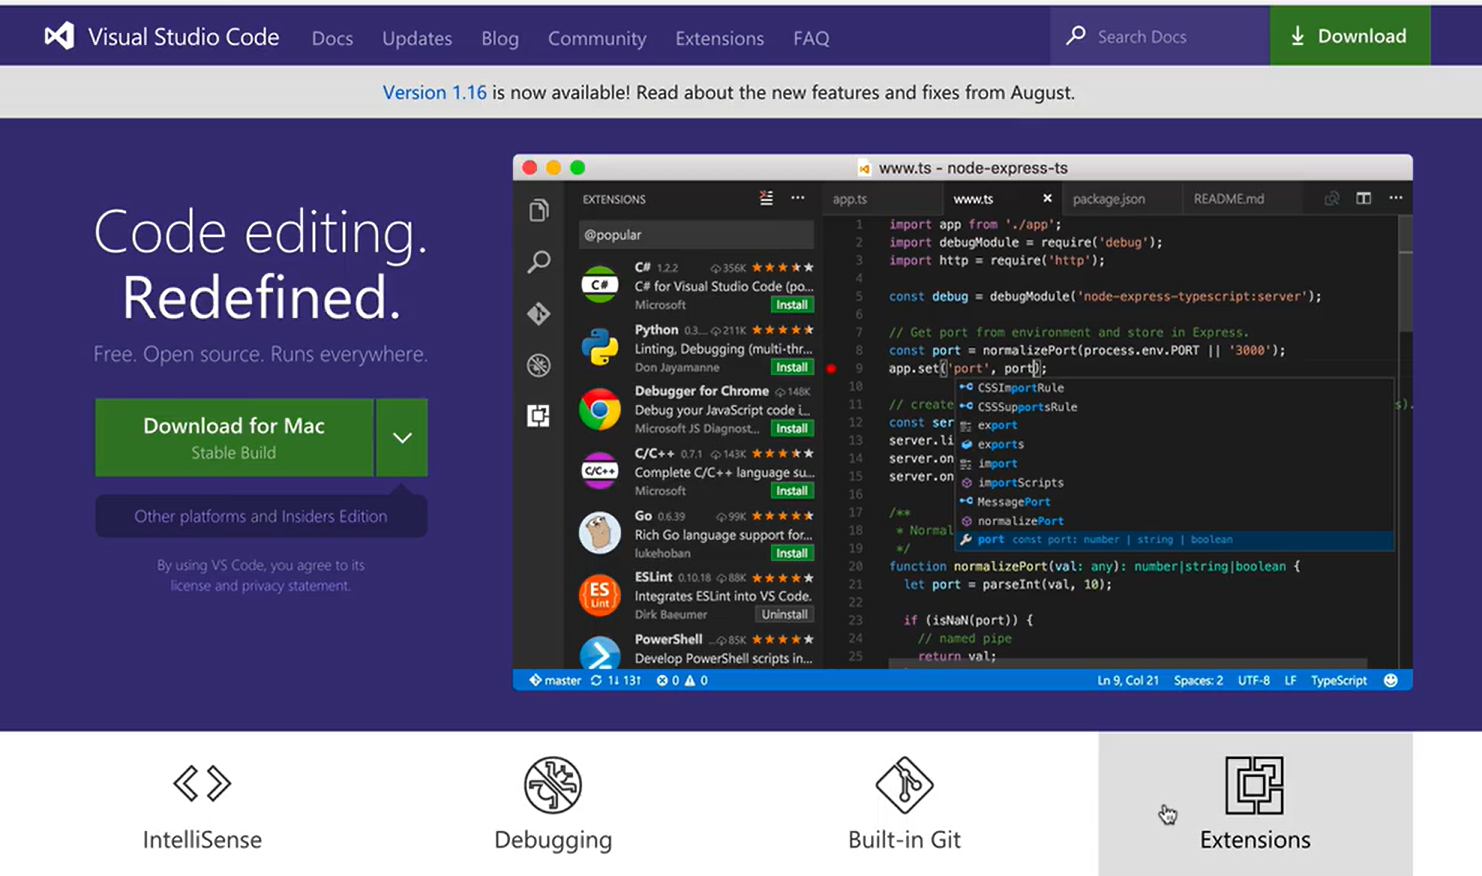 Visual Studio Code
Docs
Updates
Blog
Community
Extensions
FAQ
Search Docs
Download
Version 1.16 is now available! Read about the new features and fixes from August.
Code editing.
Redefined.
Free. Open source. Runs everywhere.
Download for Mac
Stable Build
Other platforms and Insiders Edition
By using VS Code, you agree to its
license and privacy statement.
www.ts - node-express-ts
EXTENSIONS
@popular
C# 1.2.2 356K
C# for Visual Studio Code (po...
Microsoft Install
Python 0.3... 211K
Linting, Debugging (multi-thr...
Don Jayamanne Install
Debugger for Chrome 148K
Debug your JavaScript code i...
Microsoft JS Diagnost... Install
C/C++ 0.7.1 143K
Complete C/C++ language su...
Microsoft Install
Go 0.6.39 99K
Rich Go language support for...
lukehoban Install
ESLint 0.10.18 88K
Integrates ESLint into VS Code.
Dirk Baeumer Uninstall
PowerShell ... 85K
Develop PowerShell scripts in...
C#
C/C++
ES
Lint
app.ts
www.ts
package.json
README.md
1 import app from './app';
2 import debugModule = require('debug');
3 import http = require('http');
4
5 const debug = debugModule('node-express-typescript:server');
6
7 // Get port from environment and store in Express.
8 const port = normalizePort(process.env.PORT || '3000');
9 app.set('port', port);
10
11 // create s).
12 const ser
13 server.li
14 server.on
15 server.on
16
17 /**
18 * Normal
19 */
20 function normalizePort(val: any): number|string|boolean {
21 let port = parseInt(val, 10);
22
23 if (isNaN(port)) {
24 // named pipe
25 return val;
CSSImportRule
CSSSupportsRule
export
exports
import
importScripts
MessagePort
normalizePort
port const port: number | string | boolean
master 1↓ 13↑ 0 0
Ln 9, Col 21 Spaces: 2 UTF-8 LF TypeScript
IntelliSense
Debugging
Built-in Git
Extensions